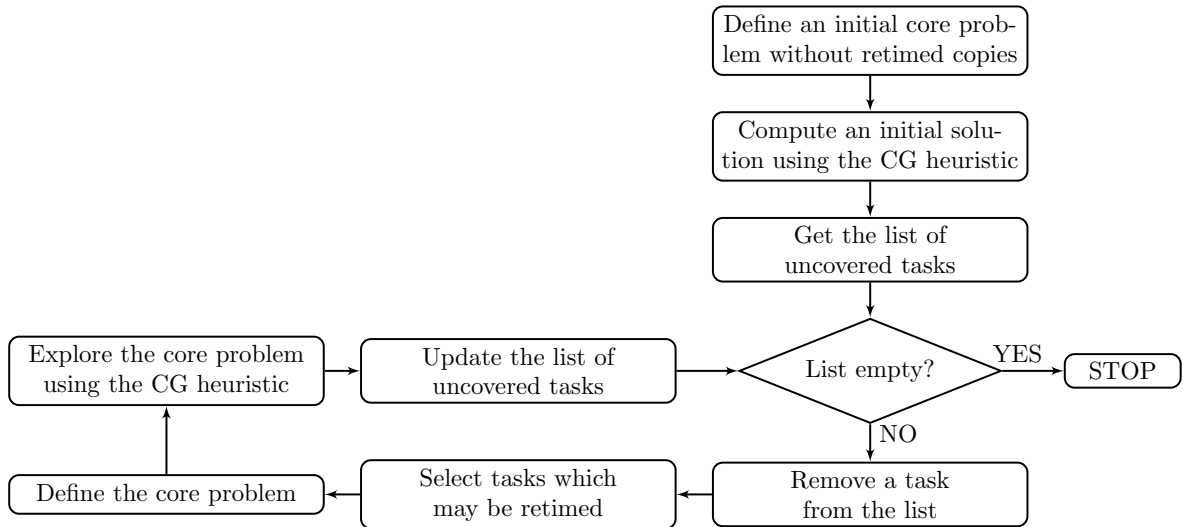 Define an initial core prob-
lem without retimed copies
Compute an initial solu-
tion using the CG heuristic
Get the list of
uncovered tasks
List empty?
YES
STOP
NO
Remove a task
from the list
Select tasks which
may be retimed
Define the core problem
Explore the core problem
using the CG heuristic
Update the list of
uncovered tasks